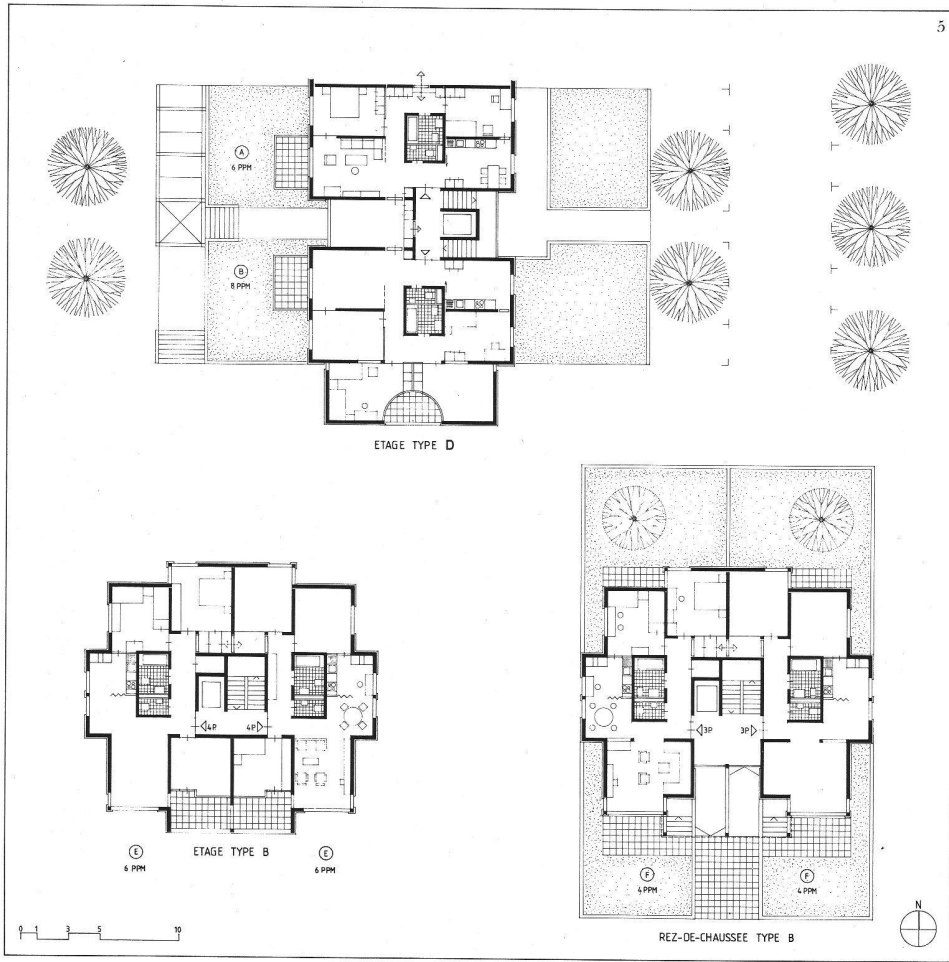 5
A
6 PPM
B
8 PPM
ETAGE TYPE D
4P 4P
3P 3P
E
6 PPM
ETAGE TYPE B
E
6 PPM
F
4 PPM
F
4 PPM
N
0 1 3 5 10
REZ-DE-CHAUSSEE TYPE B